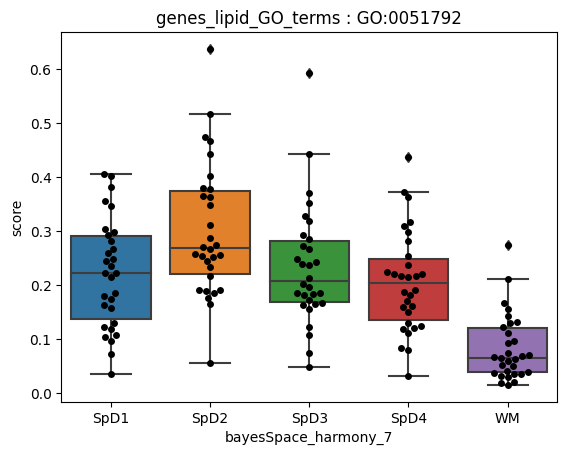 genes_lipid_GO_terms : GO:0051792
0.6
0.5
0.4
0.3
0.2
0.1
0.0
score
SpD1 SpD2 SpD3 SpD4 WM
bayesSpace_harmony_7